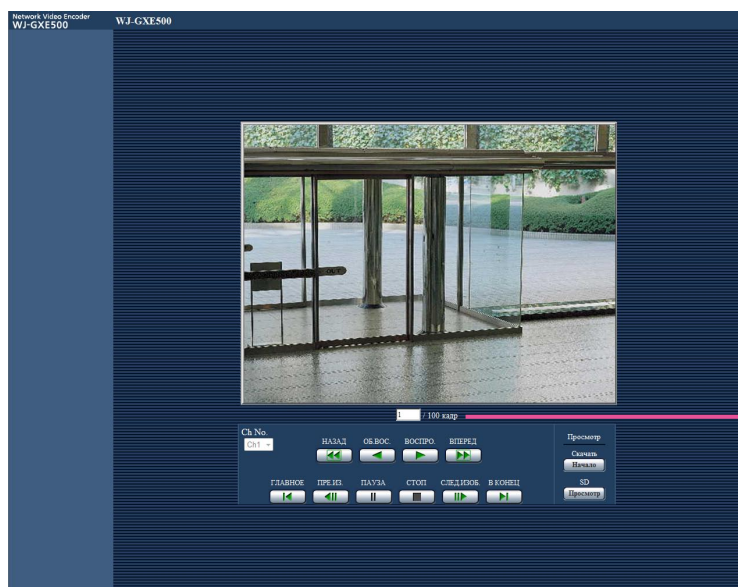 Network Video Encoder
WJ-GXE500
WJ-GXE500
OUT
1 / 100 кадр
Ch No.
Ch1
НАЗАД ОБ.ВОС. ВОСПРО. ВПЕРЕД
ГЛАВНОЕ ПРЕ.ИЗ. ПАУЗА СТОП СЛЕД.ИЗОБ. В КОНЕЦ
Просмотр
Скачать
Начало
SD
Просмотр